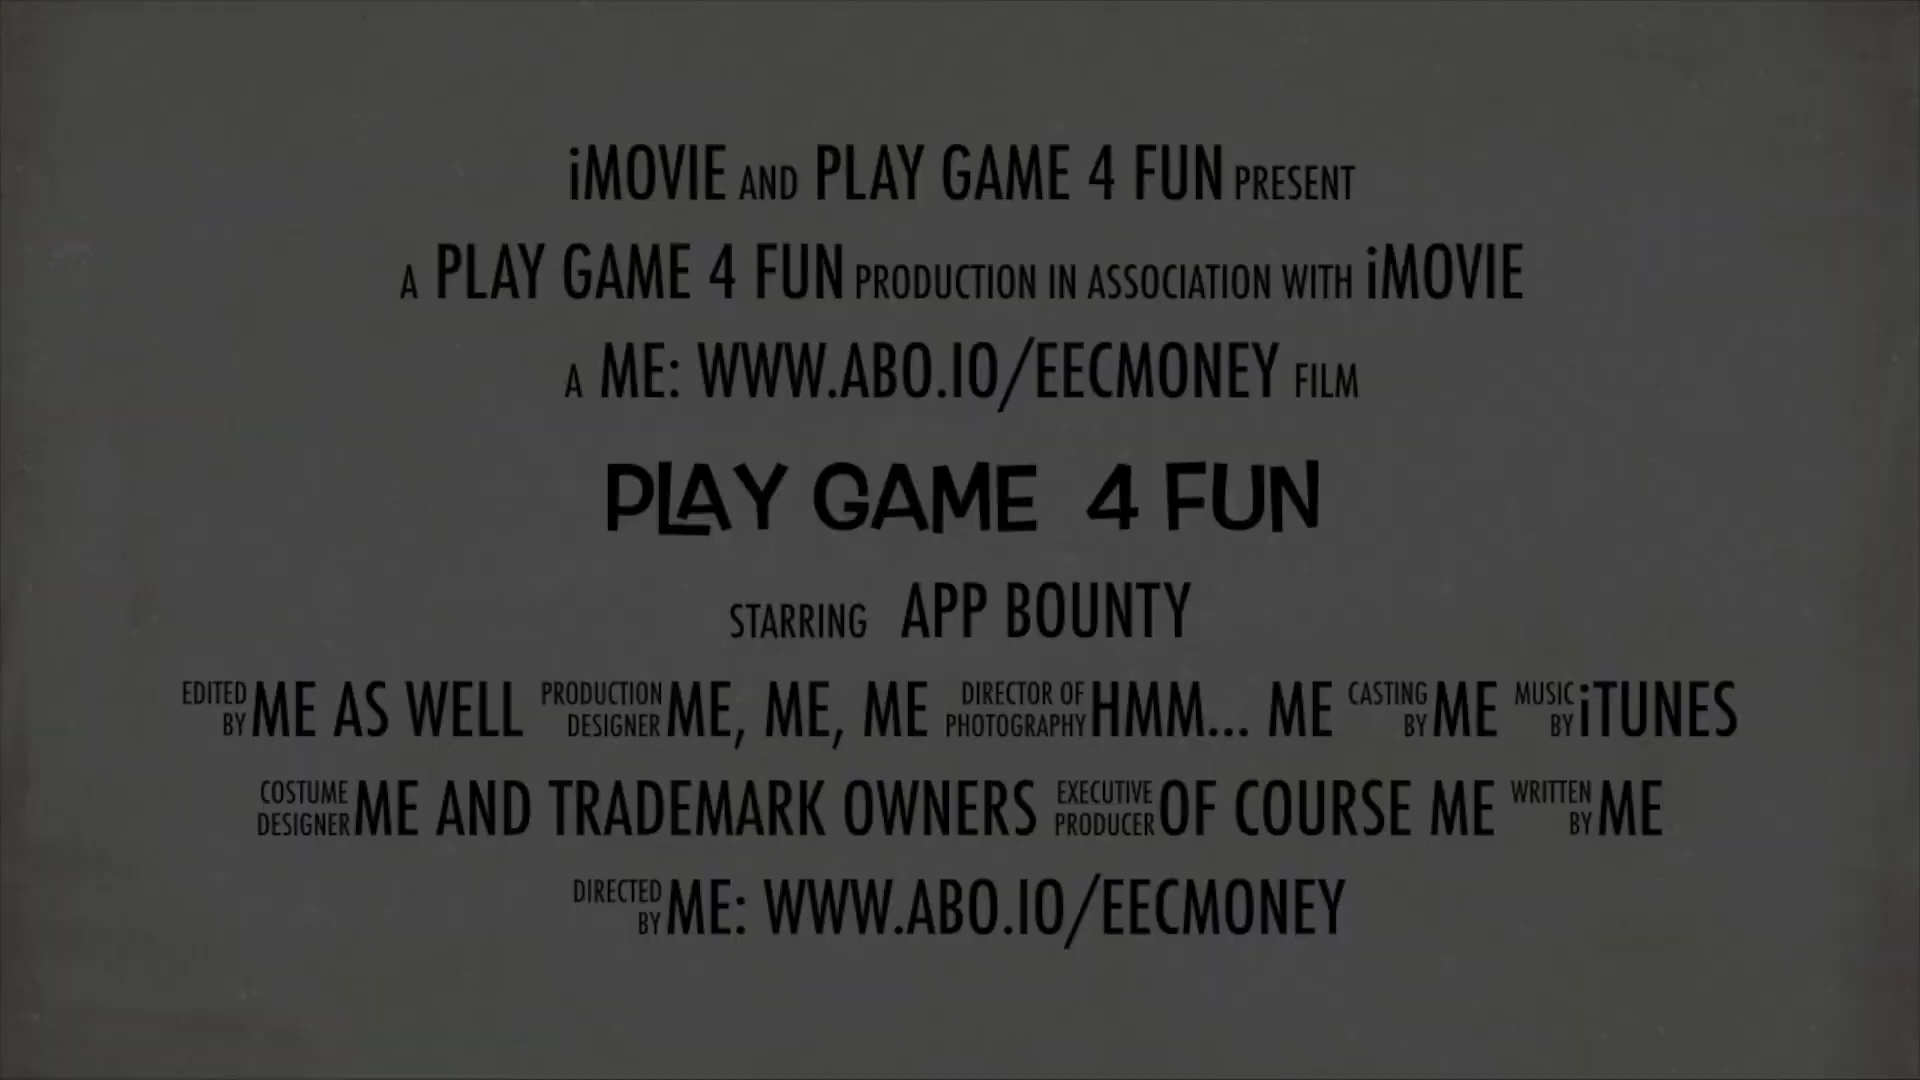 iMOVIE AND PLAY GAME 4 FUN PRESENT
A PLAY GAME 4 FUN PRODUCTION IN ASSOCIATION WITH iMOVIE
A ME: WWW.ABO.IO/EECMONEY FILM
PLAY GAME 4 FUN
STARRING APP BOUNTY
EDITED BY ME AS WELL PRODUCTION DESIGNER ME, ME, ME DIRECTOR OF PHOTOGRAPHY HMM... ME CASTING BY ME MUSIC BY iTUNES
COSTUME DESIGNER ME AND TRADEMARK OWNERS EXECUTIVE PRODUCER OF COURSE ME WRITTEN BY ME
DIRECTED BY ME: WWW.ABO.IO/EECMONEY